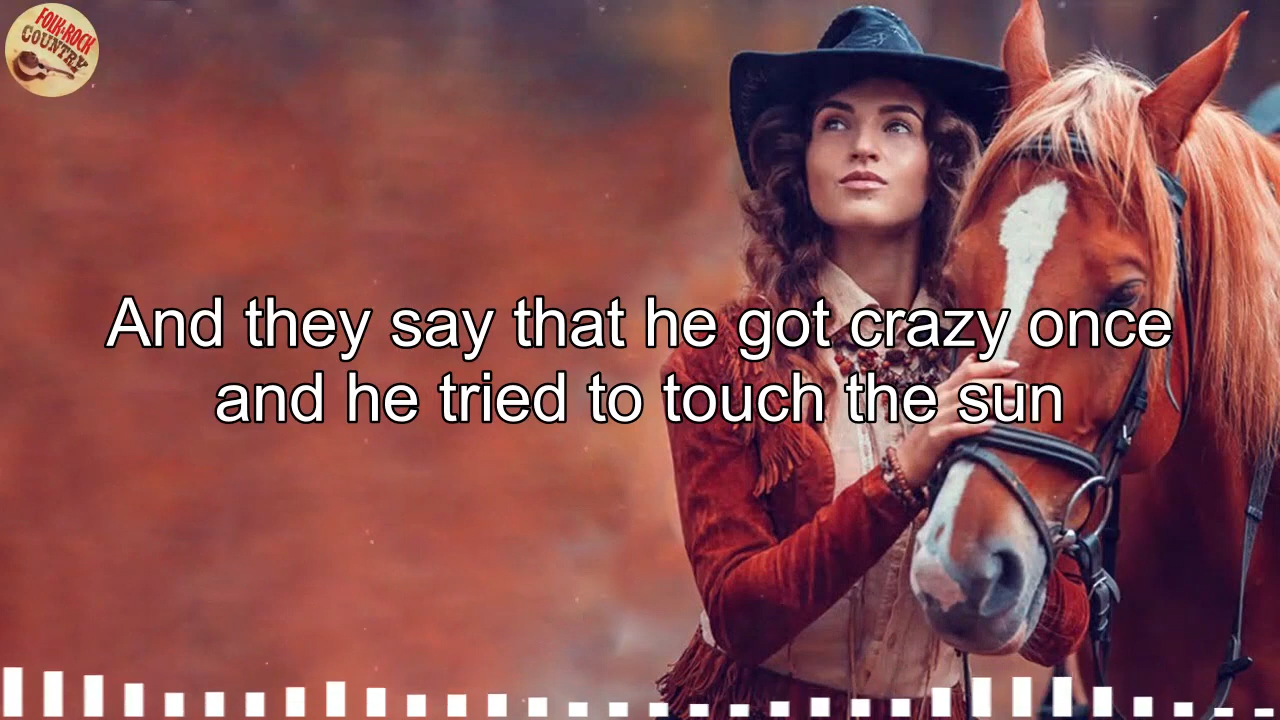 FOLK-ROCK
COUNTRY
And they say that he got crazy once
and he tried to touch the sun